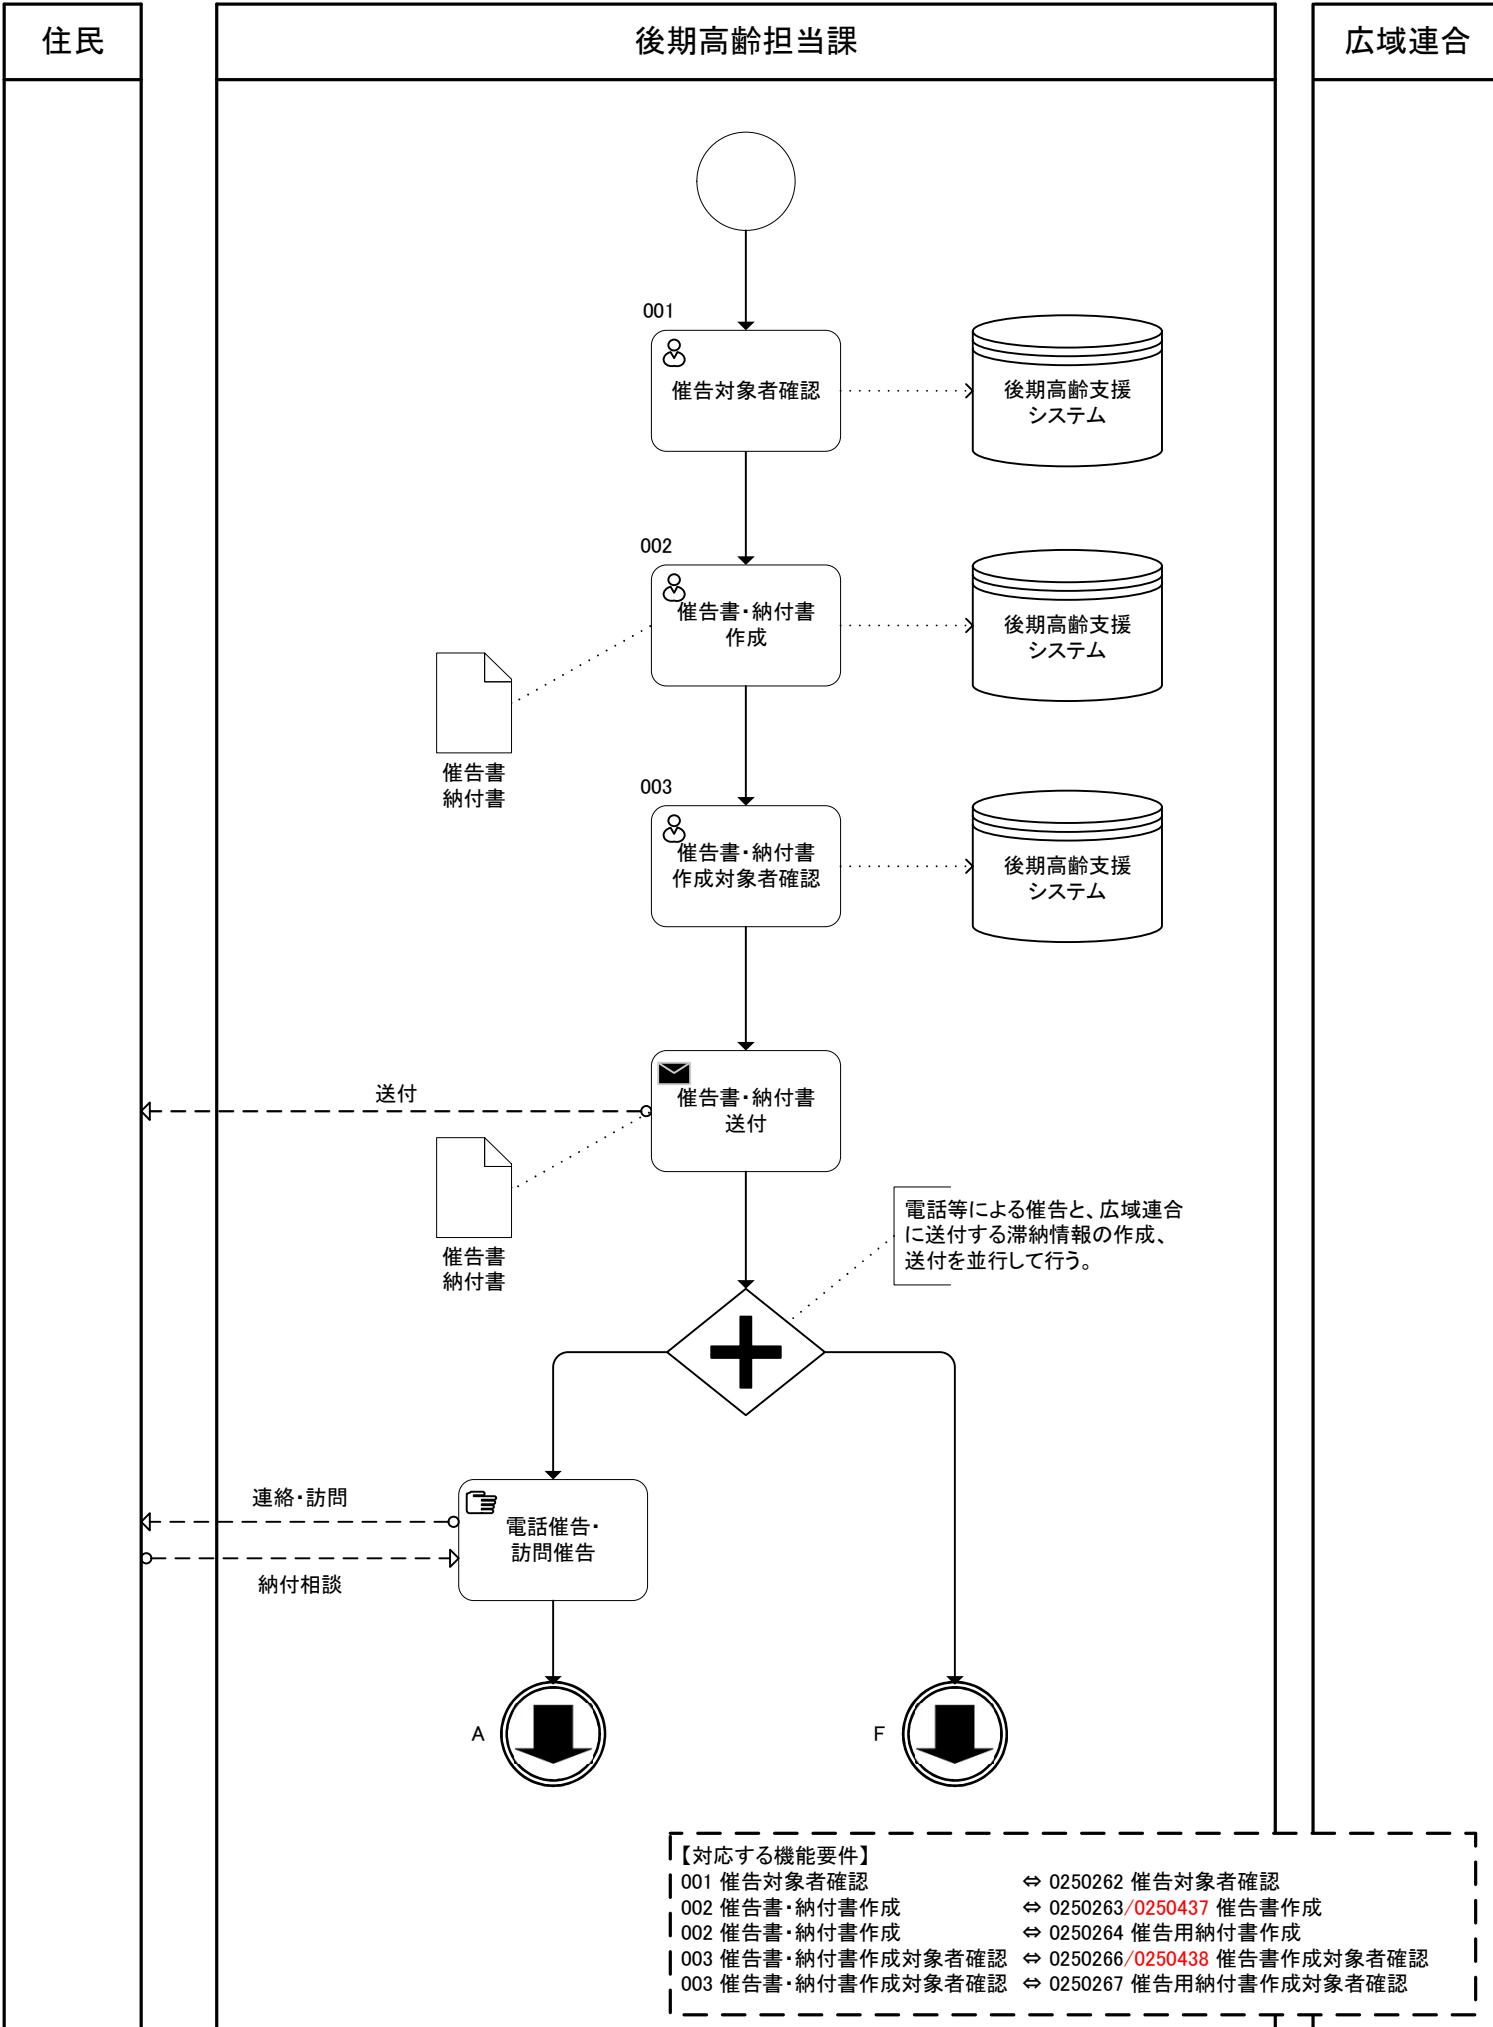 住民
後期高齢担当課
広域連合
001
催告対象者確認
後期高齢支援
システム
002
催告書・納付書
作成
後期高齢支援
システム
催告書
納付書
003
催告書・納付書
作成対象者確認
後期高齢支援
システム
送付
催告書・納付書
送付
催告書
納付書
電話等による催告と、広域連合
に送付する滞納情報の作成、
送付を並行して行う。
連絡・訪問
電話催告・
訪問催告
納付相談
A
F
【対応する機能要件】
001 催告対象者確認 ⇔ 0250262 催告対象者確認
002 催告書・納付書作成 ⇔ 0250263/0250437 催告書作成
002 催告書・納付書作成 ⇔ 0250264 催告用納付書作成
003 催告書・納付書作成対象者確認 ⇔ 0250266/0250438 催告書作成対象者確認
003 催告書・納付書作成対象者確認 ⇔ 0250267 催告用納付書作成対象者確認